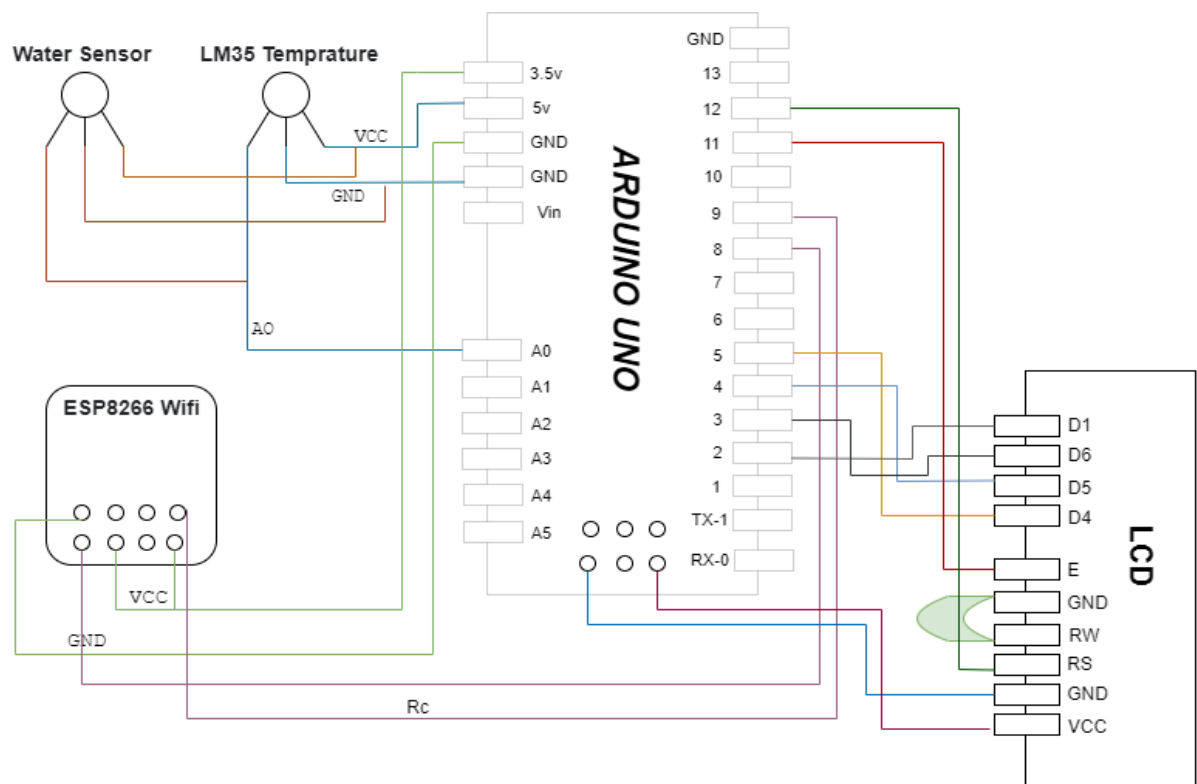 Water Sensor
LM35 Temprature
VCC
GND
AO
3.5v
5v
GND
GND
Vin
A0
A1
A2
A3
A4
A5
ARDUINO UNO
GND
13
12
11
10
9
8
7
6
5
4
3
2
1
TX-1
RX-0
ESP8266 Wifi
VCC
GND
Rc
D1
D6
D5
D4
E
GND
RW
RS
GND
VCC
LCD